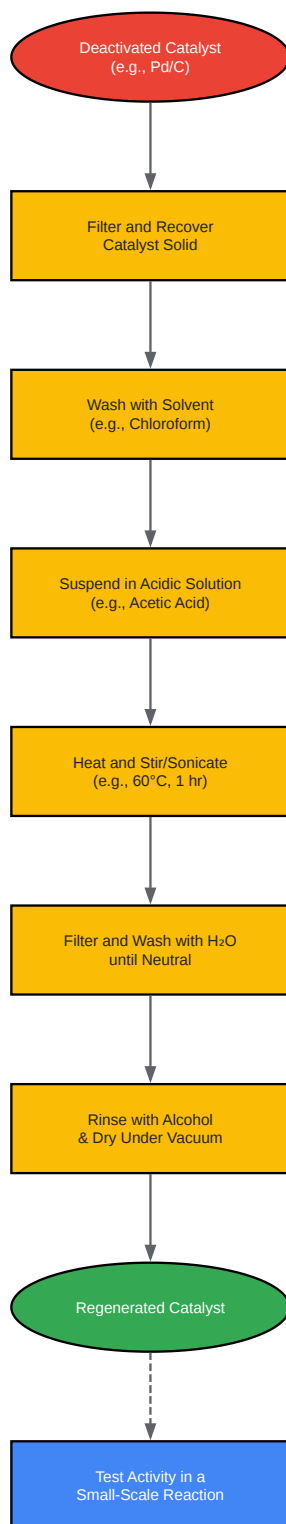 Deactivated Catalyst
(e.g., Pd/C)
Filter and Recover
Catalyst Solid
Wash with Solvent
(e.g., Chloroform)
Suspend in Acidic Solution
(e.g., Acetic Acid)
Heat and Stir/Sonicate
(e.g., 60°C, 1 hr)
Filter and Wash with H₂O
until Neutral
Rinse with Alcohol
& Dry Under Vacuum
Regenerated Catalyst
Test Activity in a
Small-Scale Reaction